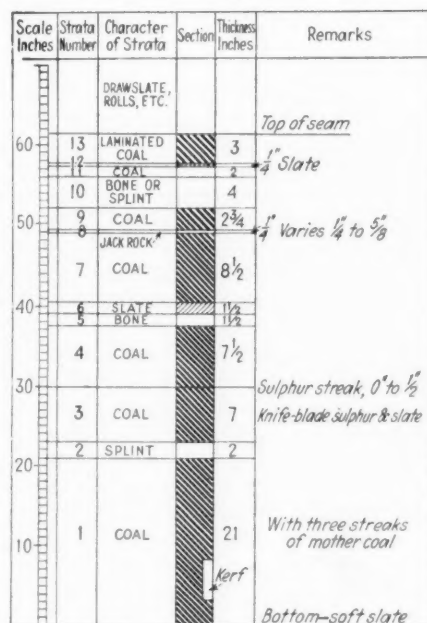 Scale Inches
Strata Number
Character of Strata
Section
Thickness Inches
Remarks
DRAWSLATE, ROLLS, ETC.
Top of seam
60
13 LAMINATED COAL 3
12 1/4" Slate
11 COAL 2
10 BONE OR SPLINT 4
50
9 COAL 2 3/4
8 JACK ROCK 1/4" Varies 1/4" to 5/8"
7 COAL 8 1/2
40
6 SLATE 1 1/2
5 BONE 1 1/2
4 COAL 7 1/2
30
Sulphur streak, 0" to 1/2"
3 COAL 7 Knife-blade sulphur & slate
2 SPLINT 2
20
1 COAL 21 With three streaks
of mother coal
10
Kerf
Bottom-soft slate